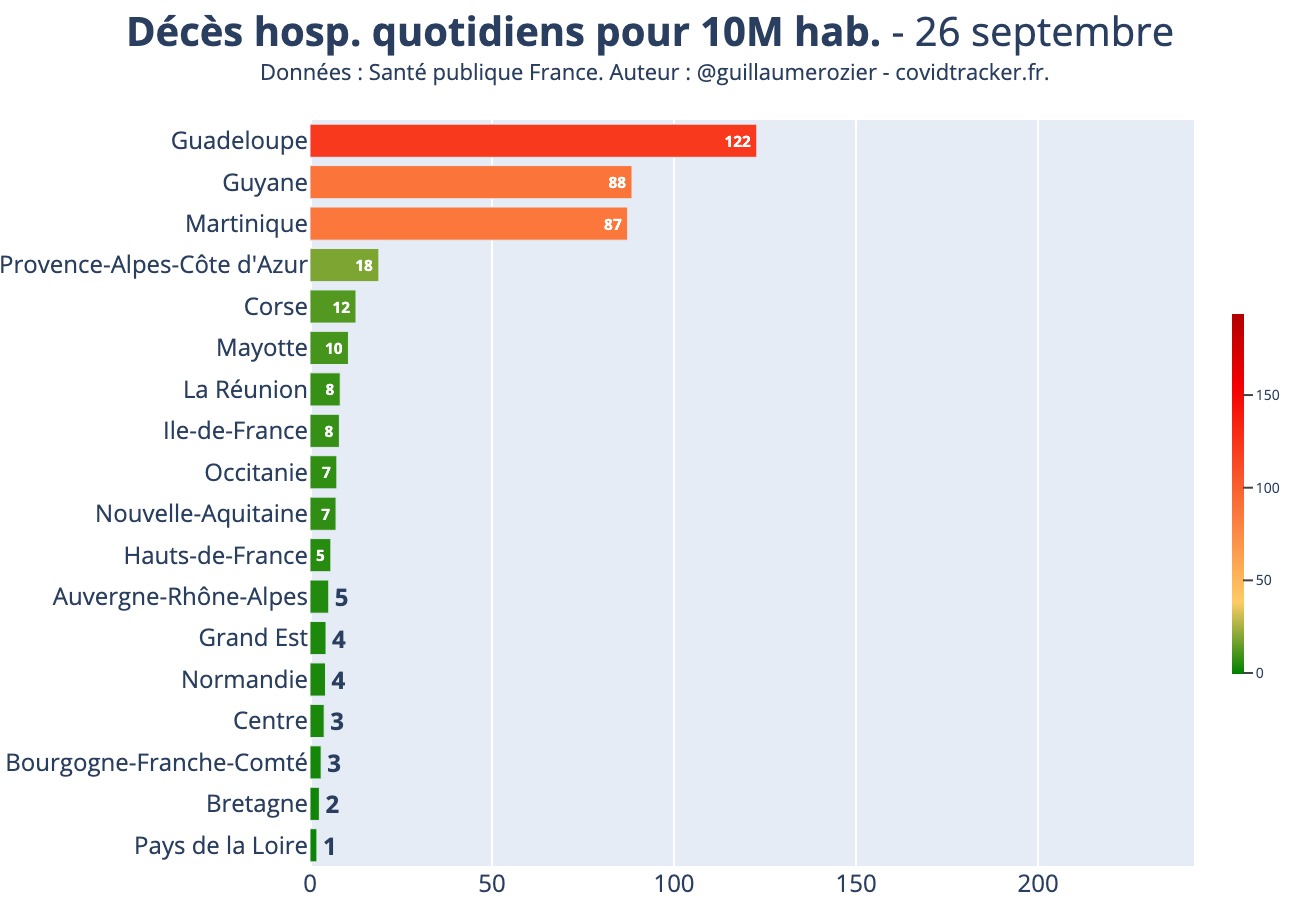 Décès hosp. quotidiens pour 10M hab. - 26 septembre
Données : Santé publique France. Auteur : @guillaumerozier - covidtracker.fr.
Guadeloupe 122
Guyane 88
Martinique 87
Provence-Alpes-Côte d'Azur 18
Corse 12
Mayotte 10
La Réunion 8
Ile-de-France 8
Occitanie 7
Nouvelle-Aquitaine 7
Hauts-de-France 5
Auvergne-Rhône-Alpes 5
Grand Est 4
Normandie 4
Centre 3
Bourgogne-Franche-Comté 3
Bretagne 2
Pays de la Loire 1
0 50 100 150 200
150
100
50
0